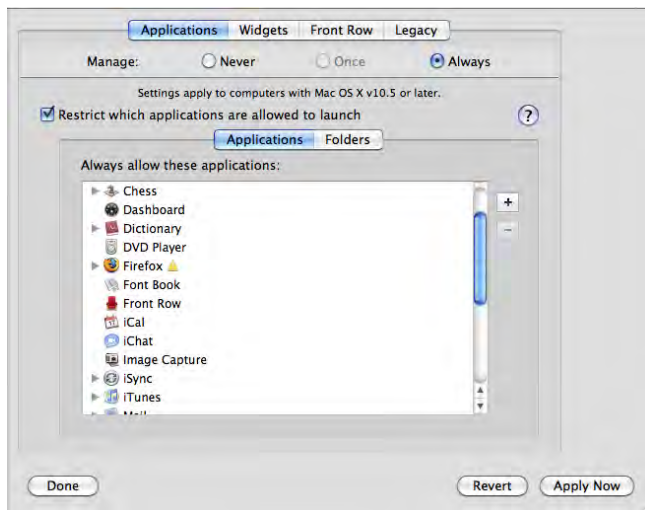 Applications Widgets Front Row Legacy
Manage: Never Once Always
Settings apply to computers with Mac OS X v10.5 or later.
Restrict which applications are allowed to launch ?
Applications Folders
Always allow these applications:
Chess
Dashboard
Dictionary
DVD Player
Firefox
Font Book
Front Row
iCal
iChat
Image Capture
iSync
iTunes
Done Revert Apply Now